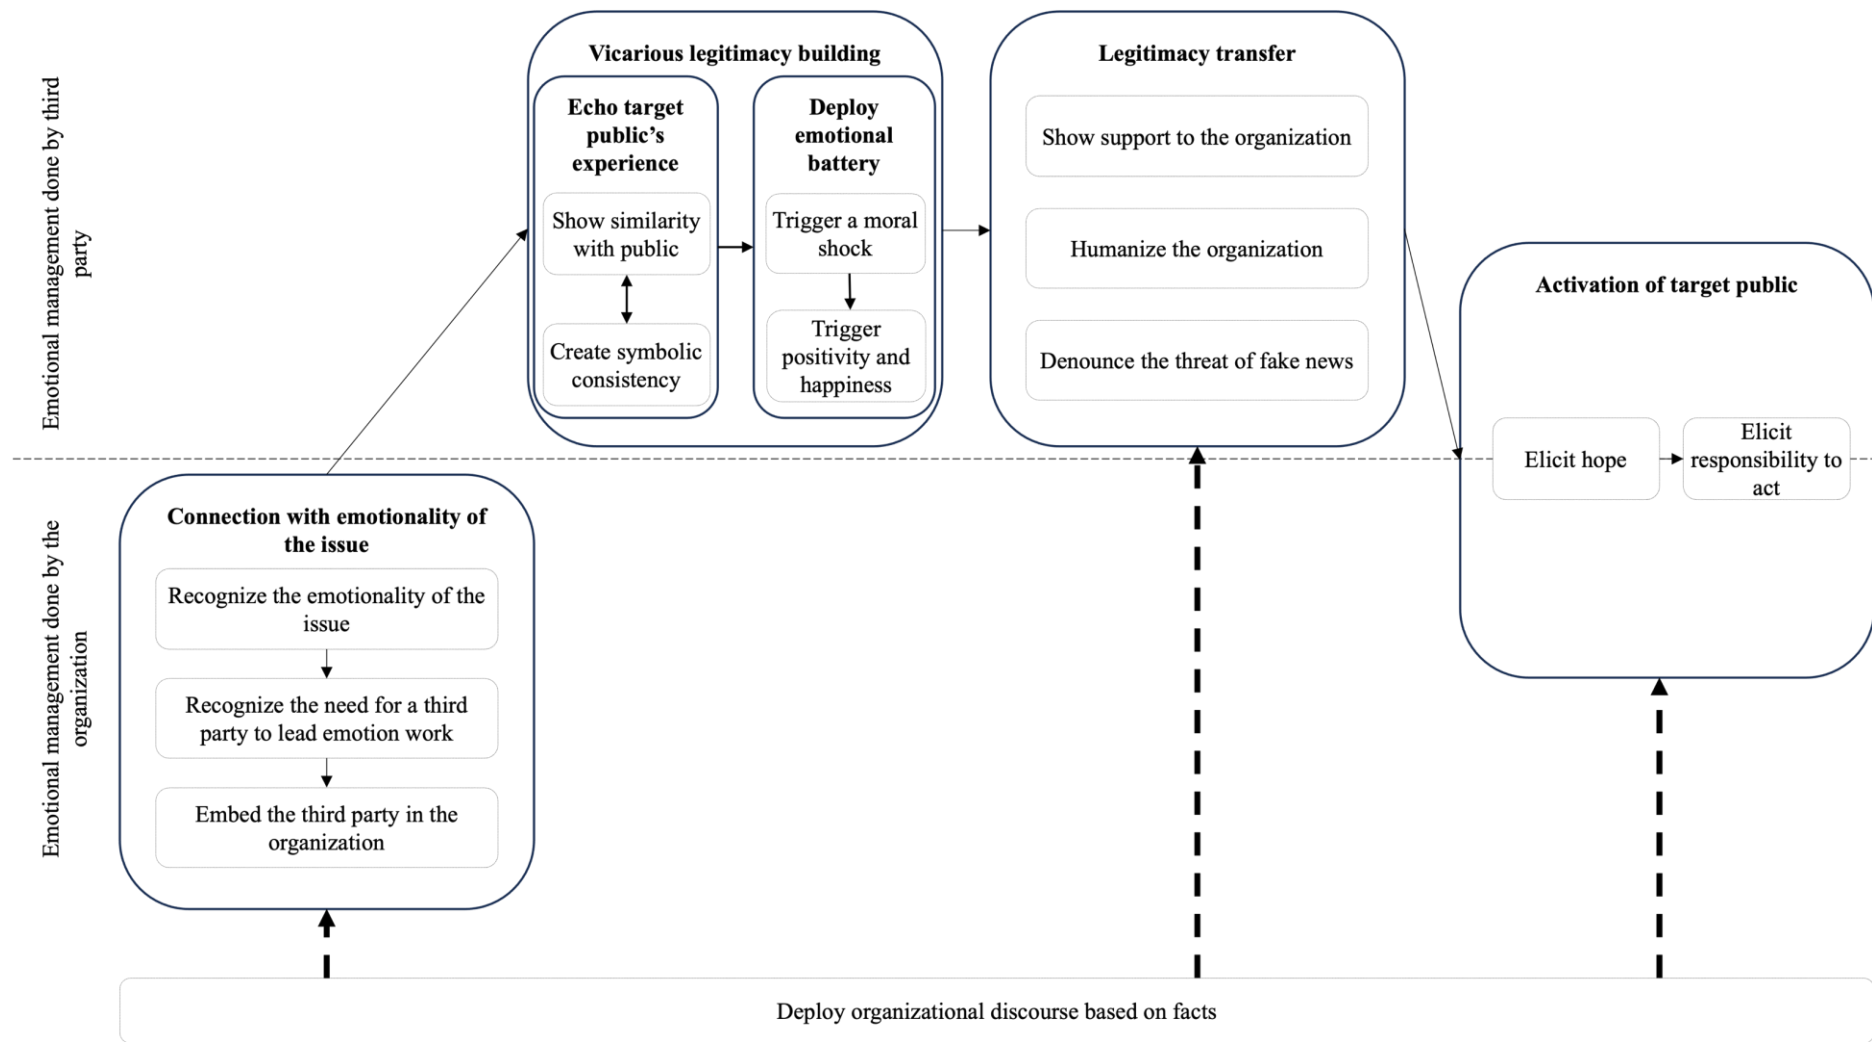 Emotional management done by third
party
Vicarious legitimacy building
Echo target
public’s
experience
Show similarity
with public
Create symbolic
consistency
Deploy
emotional
battery
Trigger a moral
shock
Trigger
positivity and
happiness
Legitimacy transfer
Show support to the organization
Humanize the organization
Denounce the threat of fake news
Activation of target public
Elicit hope
Elicit
responsibility to
act
Emotional management done by the
organization
Connection with emotionality of
the issue
Recognize the emotionality of the
issue
Recognize the need for a third
party to lead emotion work
Embed the third party in the
organization
Deploy organizational discourse based on facts